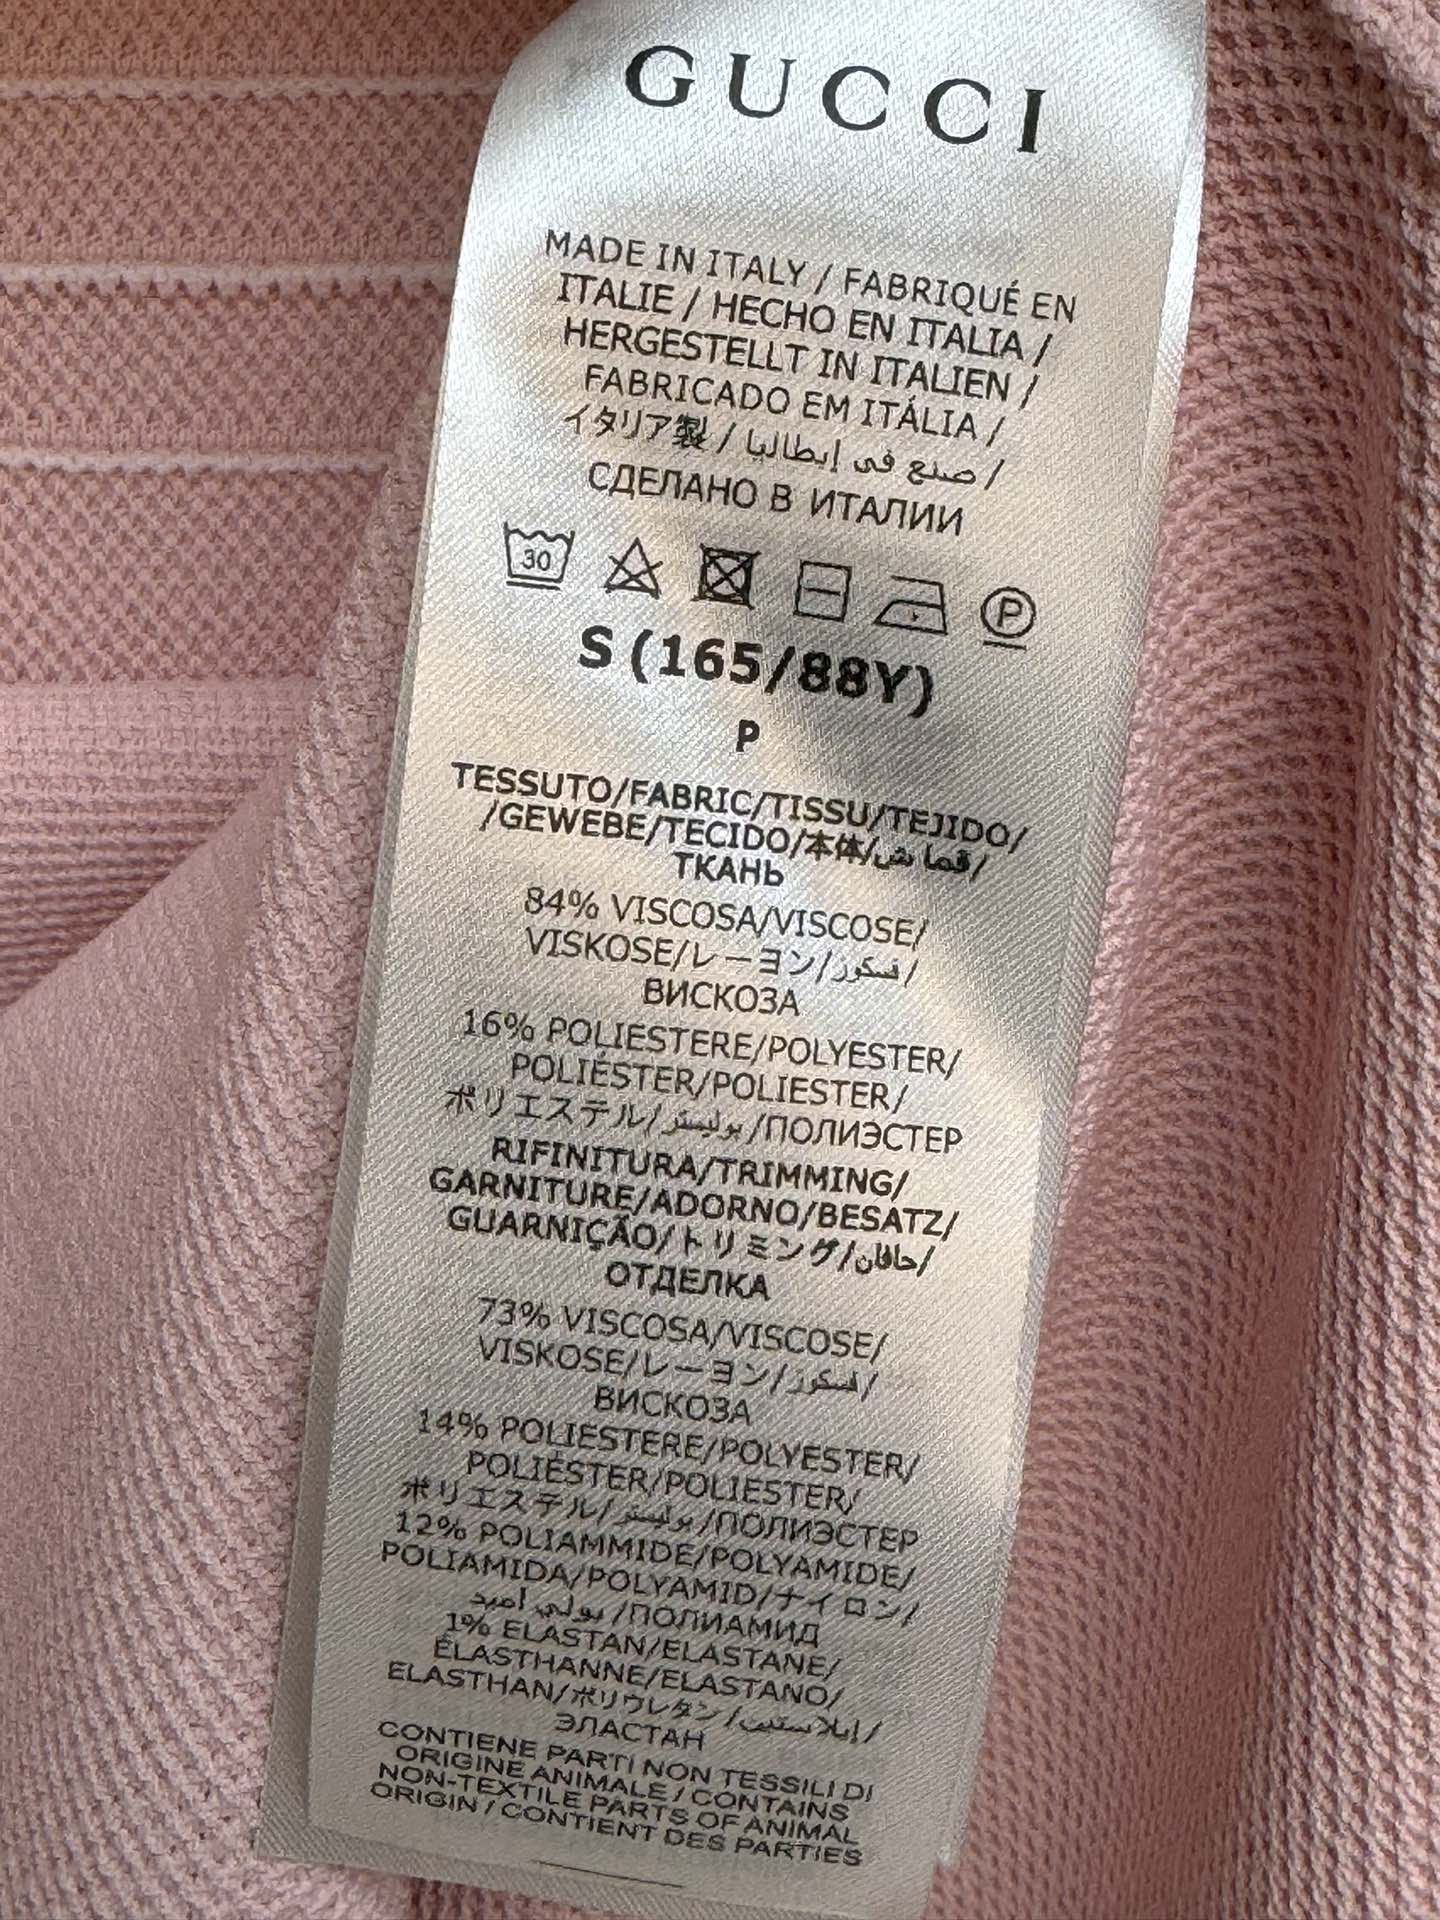 GUCCI
MADE IN ITALY / FABRIQUÉ EN
ITALIE / HECHO EN ITALIA /
HERGESTELLT IN ITALIEN /
FABRICADO EM ITÁLIA /
イタリア製 / صنع في إيطاليا /
СДЕЛАНО В ИТАЛИИ
30 P
S (165/88Y)
P
TESSUTO/FABRIC/TISSU/TEJIDO/
/GEWEBE/TECIDO/本体/قماش/
ТКАНЬ
84% VISCOSA/VISCOSE/
VISKOSE/レーヨン/فسكوز/
ВИСКОЗА
16% POLIESTERE/POLYESTER/
POLIÉSTER/POLIESTER/
ポリエステル/بوليستر/ПОЛИЭСТЕР
RIFINITURA/TRIMMING/
GARNITURE/ADORNO/BESATZ/
GUARNIÇÃO/トリミング/حافان/
ОТДЕЛКА
73% VISCOSA/VISCOSE/
VISKOSE/レーヨン/فسكوز/
ВИСКОЗА
14% POLIESTERE/POLYESTER/
POLIÉSTER/POLIESTER/
ポリエステル/بوليستر/ПОЛИЭСТЕР
12% POLIAMMIDE/POLYAMIDE/
POLIAMIDA/POLYAMID/ナイロン/
بولي اميد/ПОЛИАМИД
1% ELASTAN/ELASTANE/
ÉLASTHANNE/ELASTANO/
ELASTHAN/ポリウレタン/إيلاستين/
ЭЛАСТАН
CONTIENE PARTI NON TESSILI DI
ORIGINE ANIMALE / CONTAINS
NON-TEXTILE PARTS OF ANIMAL
ORIGIN / CONTIENT DES PARTIES